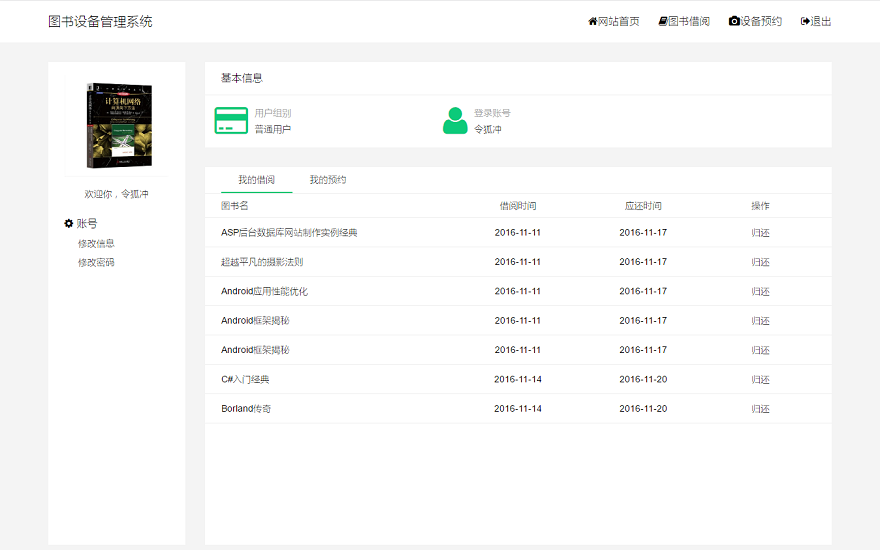 图书设备管理系统
网站首页 图书借阅 设备预约 退出
计算机网络
欢迎你，令狐冲
账号
修改信息
修改密码
基本信息
用户组别
普通用户
登录账号
令狐冲
我的借阅 我的预约
图书名 借阅时间 应还时间 操作
ASP后台数据库网站制作实例经典 2016-11-11 2016-11-17 归还
超越平凡的摄影法则 2016-11-11 2016-11-17 归还
Android应用性能优化 2016-11-11 2016-11-17 归还
Android框架揭秘 2016-11-11 2016-11-17 归还
Android框架揭秘 2016-11-11 2016-11-17 归还
C#入门经典 2016-11-14 2016-11-20 归还
Borland传奇 2016-11-14 2016-11-20 归还